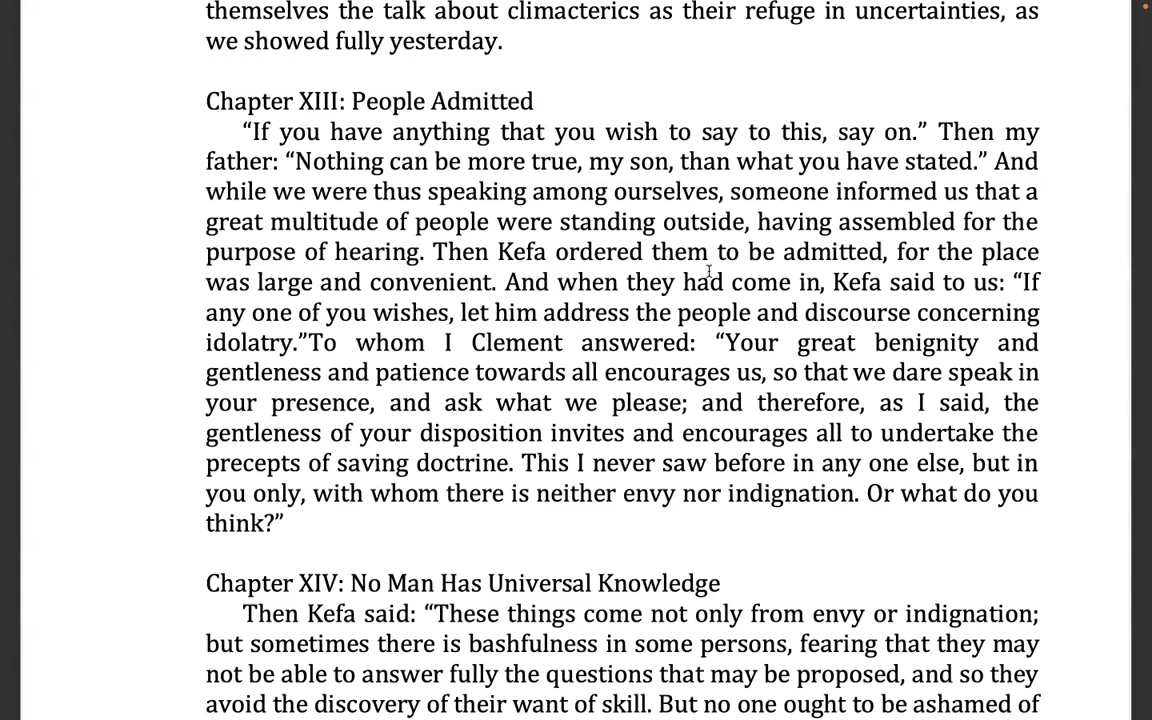 themselves the talk about climacterics as their refuge in uncertainties, as
we showed fully yesterday.
Chapter XIII: People Admitted
“If you have anything that you wish to say to this, say on.” Then my
father: “Nothing can be more true, my son, than what you have stated.” And
while we were thus speaking among ourselves, someone informed us that a
great multitude of people were standing outside, having assembled for the
purpose of hearing. Then Kefa ordered them to be admitted, for the place
was large and convenient. And when they had come in, Kefa said to us: “If
any one of you wishes, let him address the people and discourse concerning
idolatry.”To whom I Clement answered: “Your great benignity and
gentleness and patience towards all encourages us, so that we dare speak in
your presence, and ask what we please; and therefore, as I said, the
gentleness of your disposition invites and encourages all to undertake the
precepts of saving doctrine. This I never saw before in any one else, but in
you only, with whom there is neither envy nor indignation. Or what do you
think?”
Chapter XIV: No Man Has Universal Knowledge
Then Kefa said: “These things come not only from envy or indignation;
but sometimes there is bashfulness in some persons, fearing that they may
not be able to answer fully the questions that may be proposed, and so they
avoid the discovery of their want of skill. But no one ought to be ashamed of